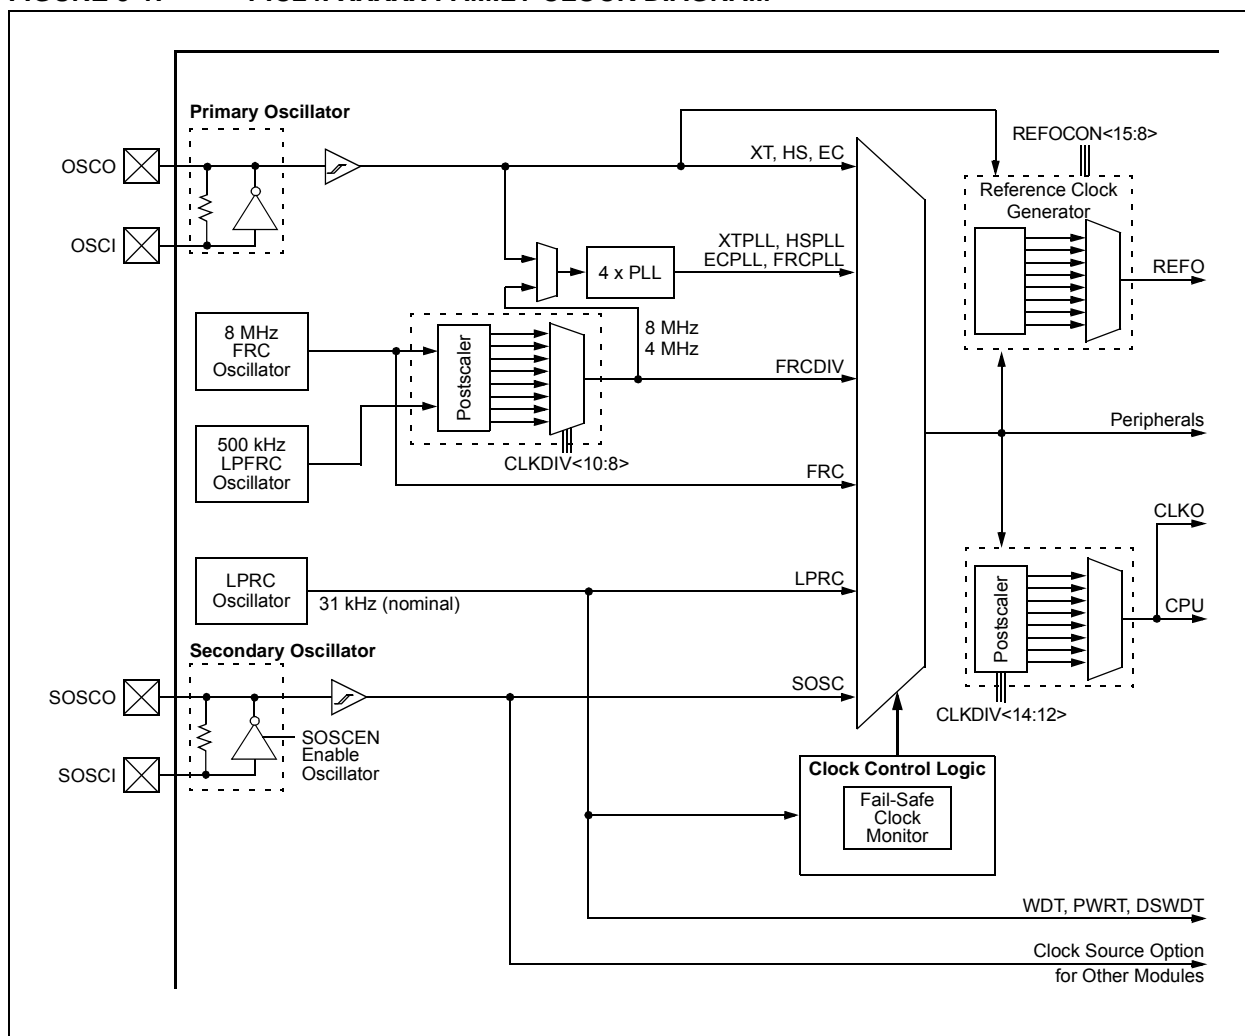 Primary Oscillator
OSCO
OSCI
XT, HS, EC
REFOCON<15:8>
Reference Clock
Generator
REFO
XTPLL, HSPLL
ECPLL, FRCPLL
4 x PLL
8 MHz
FRC
Oscillator
Postscaler
8 MHz
4 MHz
FRCDIV
500 kHz
LPFRC
Oscillator
CLKDIV<10:8>
FRC
Peripherals
CLKO
CPU
Postscaler
CLKDIV<14:12>
LPRC
Oscillator
31 kHz (nominal)
LPRC
Secondary Oscillator
SOSCO
SOSCI
SOSCEN
Enable
Oscillator
SOSC
Clock Control Logic
Fail-Safe
Clock
Monitor
WDT, PWRT, DSWDT
Clock Source Option
for Other Modules